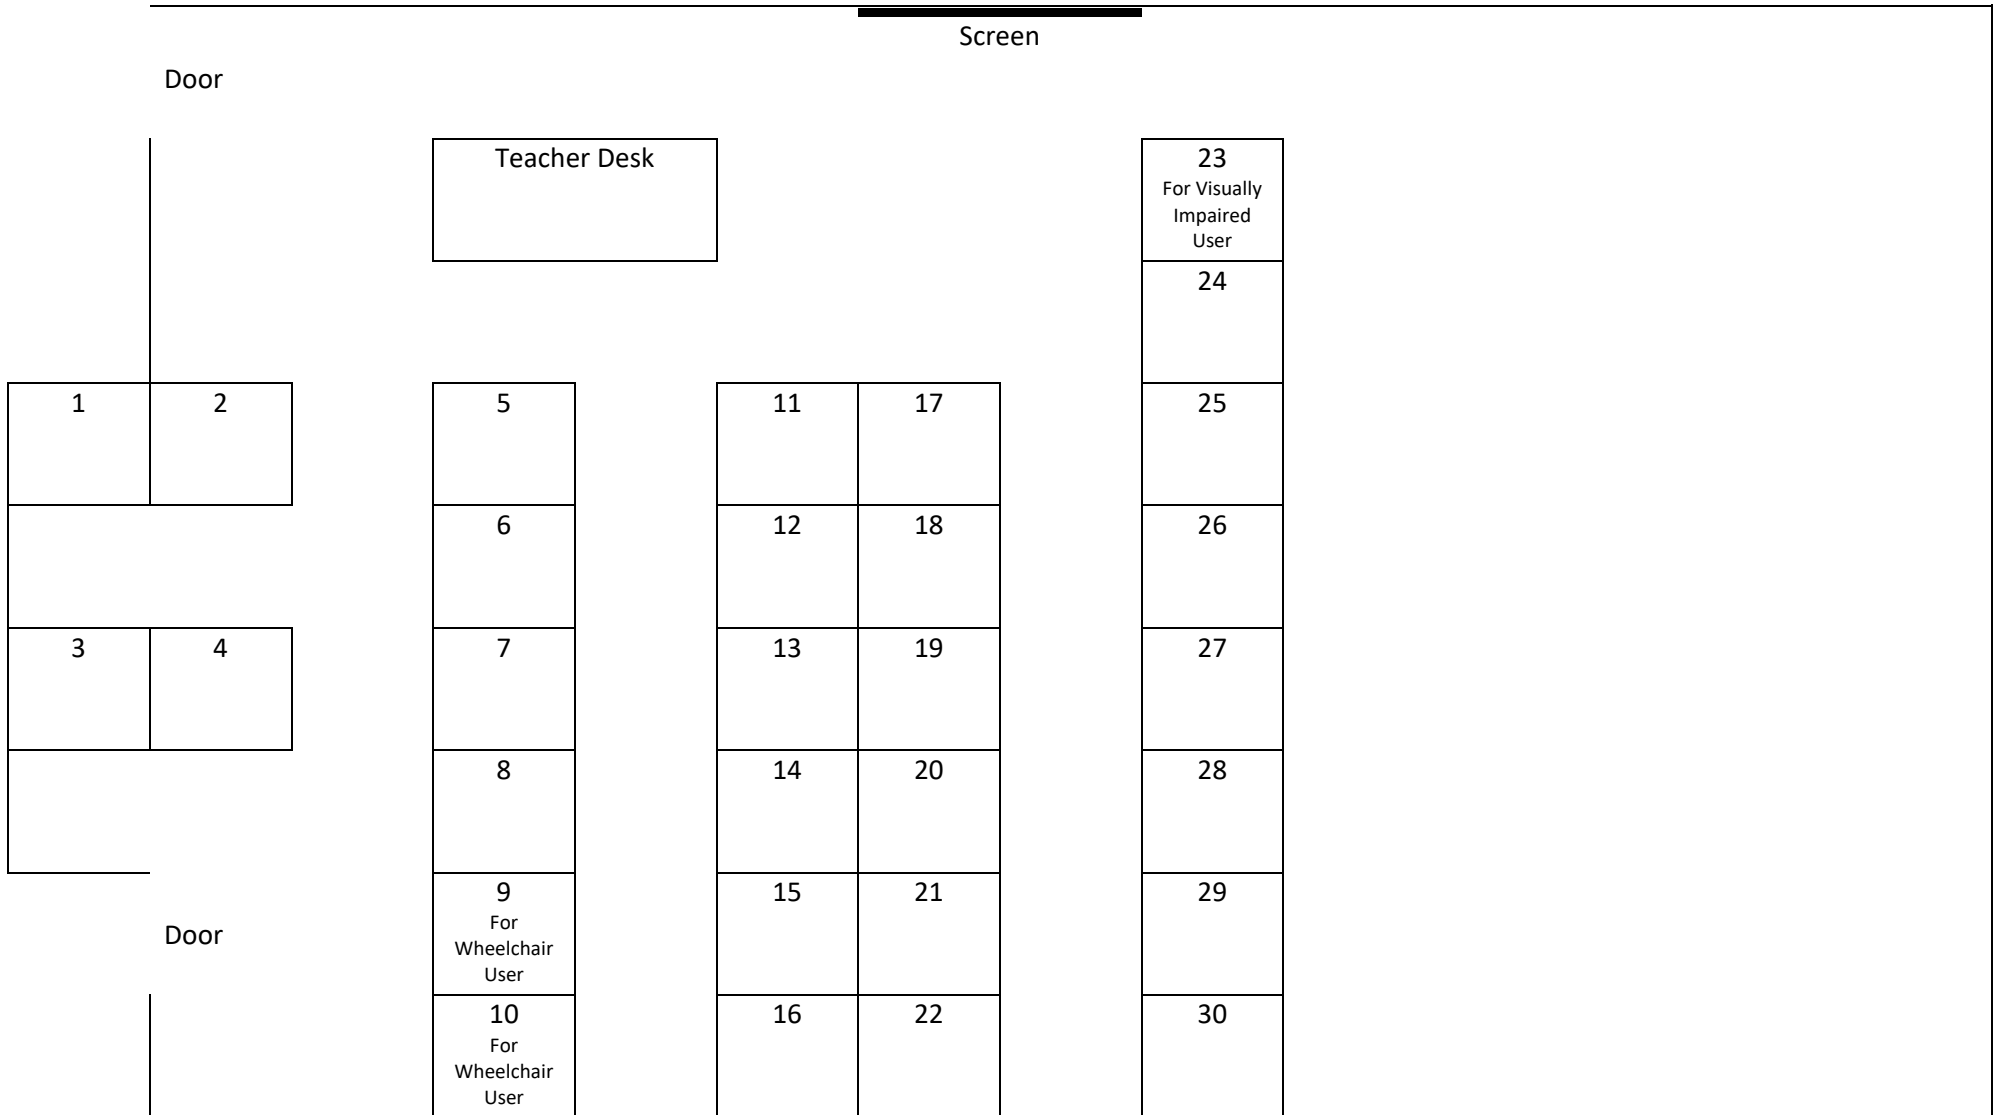 Screen
Door
Teacher Desk
23
For Visually
Impaired
User
24
1
2
5
11
17
25
6
12
18
26
3
4
7
13
19
27
8
14
20
28
9
For
Wheelchair
User
15
21
29
Door
10
For
Wheelchair
User
16
22
30